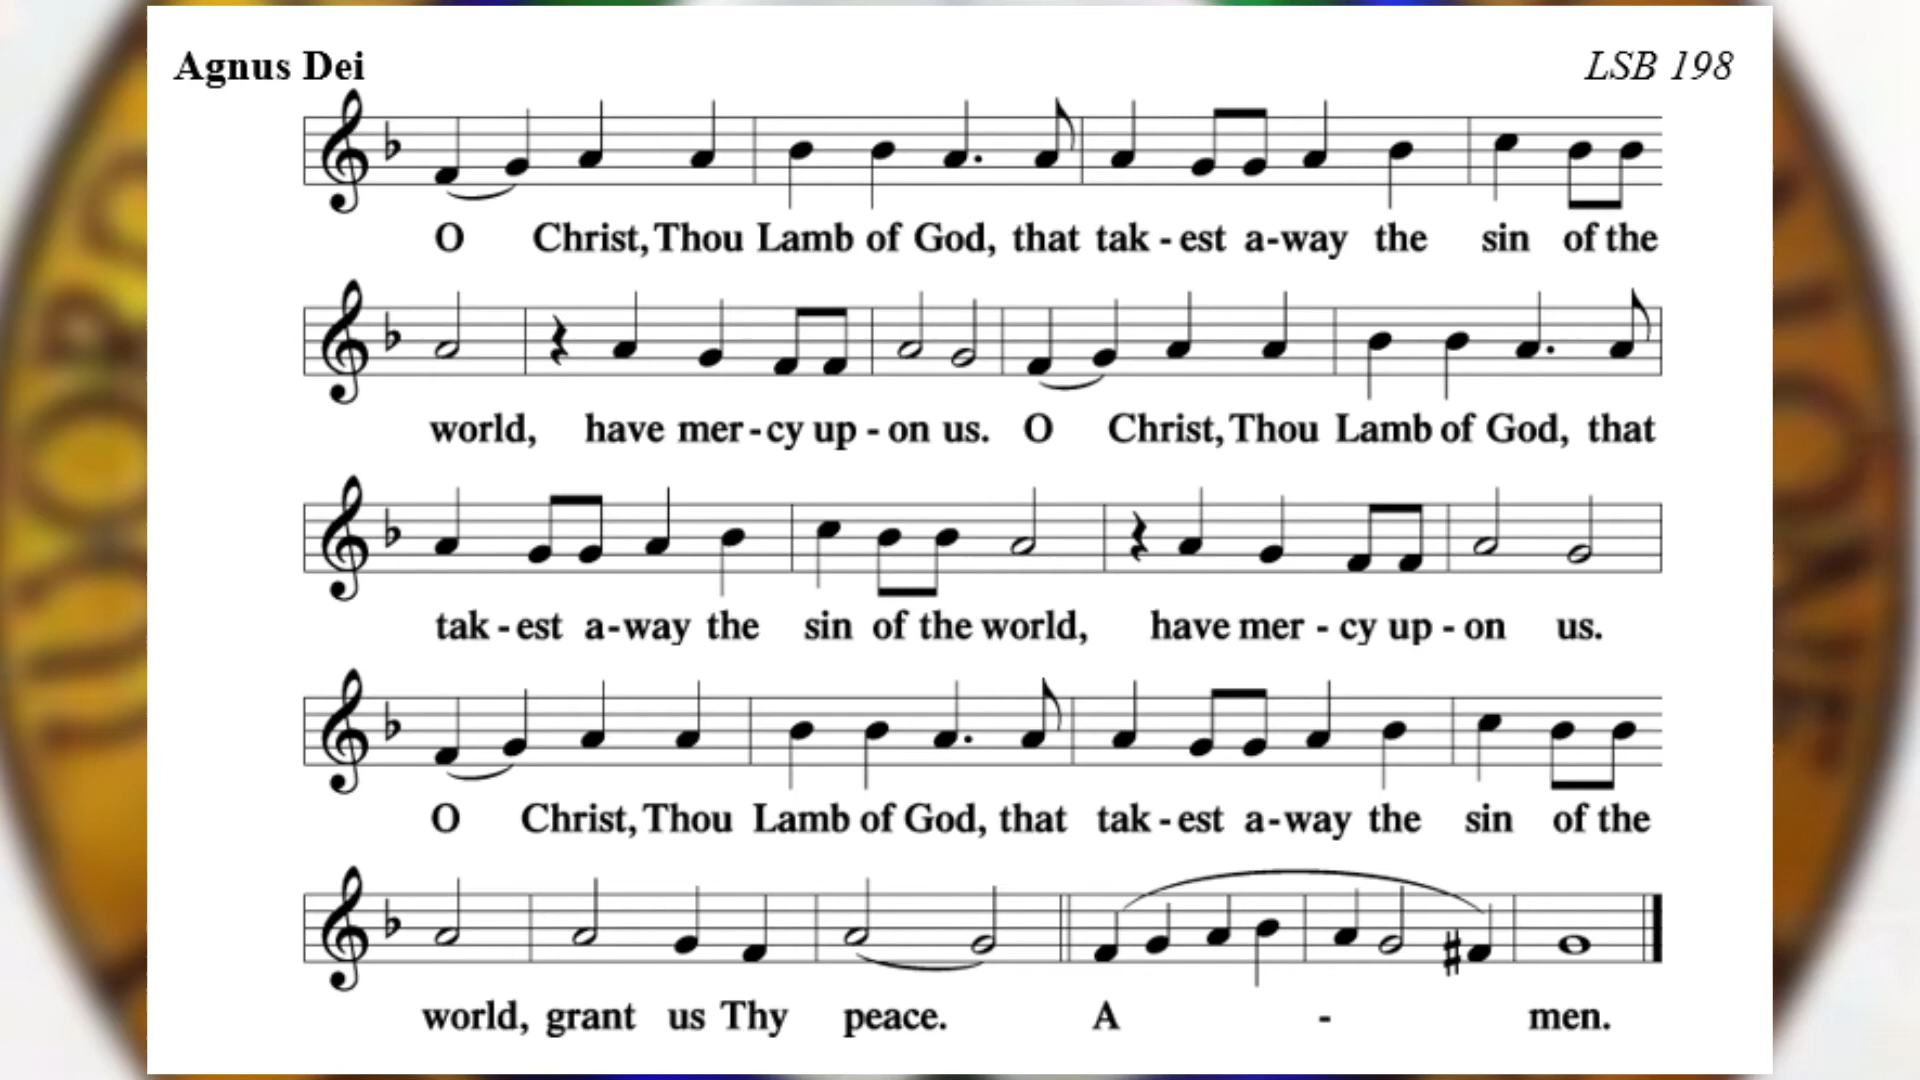 Agnus Dei LSB 198
O Christ, Thou Lamb of God, that tak - est a - way the sin of the
world, have mer - cy up - on us. O Christ, Thou Lamb of God, that
tak - est a - way the sin of the world, have mer - cy up - on us.
O Christ, Thou Lamb of God, that tak - est a - way the sin of the
world, grant us Thy peace. A - men.